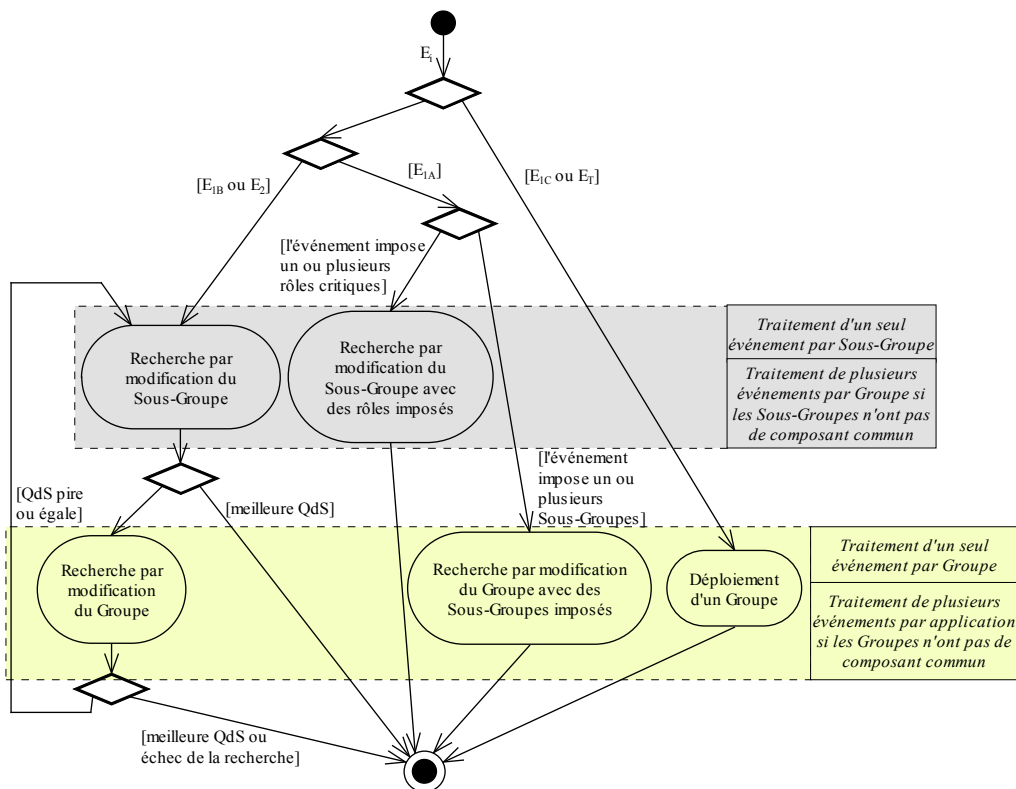 Ei
[E1B ou E2]
[E1A]
[E1C ou ET]
[l'événement impose
un ou plusieurs
rôles critiques]
Recherche par
modification du
Sous-Groupe
Recherche par
modification du
Sous-Groupe avec
des rôles imposés
Traitement d'un seul
événement par Sous-Groupe
Traitement de plusieurs
événements par Groupe si
les Sous-Groupes n'ont pas
de composant commun
[QdS pire
ou égale]
[meilleure QdS]
[l'événement
impose un ou
plusieurs
Sous-Groupes]
Recherche par
modification
du Groupe
Recherche par modification
du Groupe avec des
Sous-Groupes imposés
Déploiement
d'un Groupe
Traitement d'un seul
événement par Groupe
Traitement de plusieurs
événements par application
si les Groupes n'ont pas de
composant commun
[meilleure QdS ou
échec de la recherche]